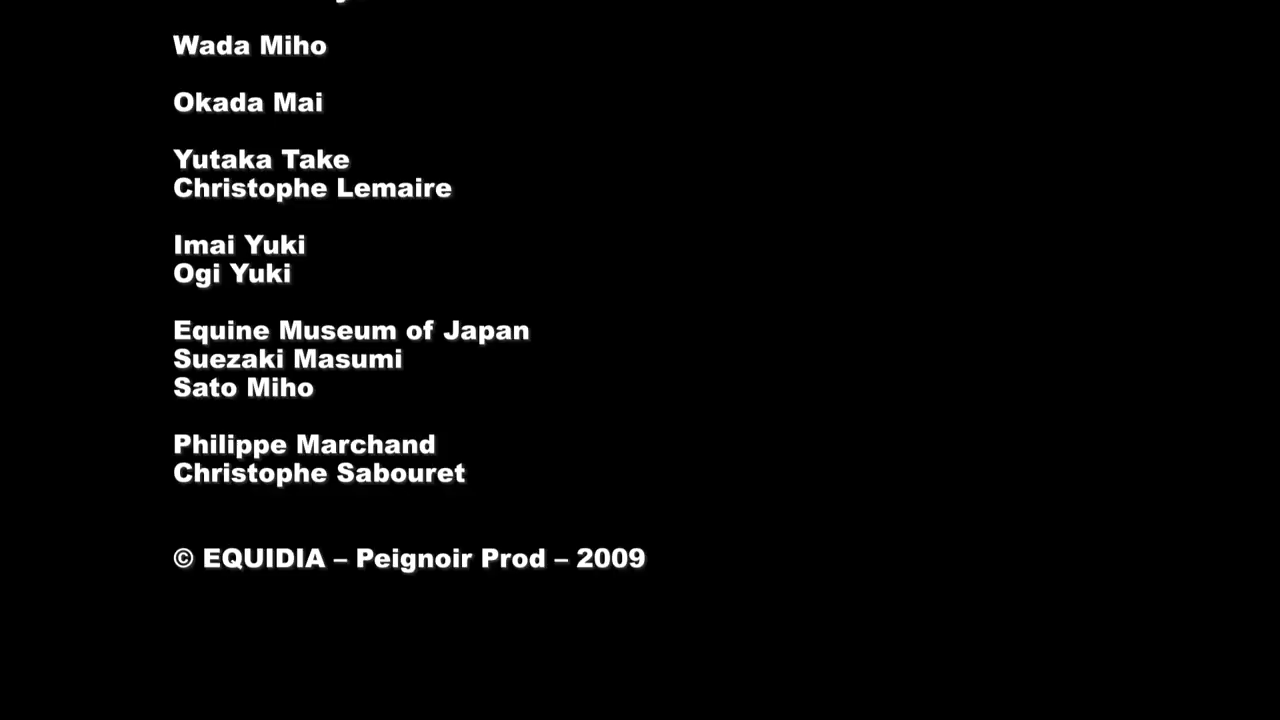 Wada Miho
Okada Mai
Yutaka Take
Christophe Lemaire
Imai Yuki
Ogi Yuki
Equine Museum of Japan
Suezaki Masumi
Sato Miho
Philippe Marchand
Christophe Sabouret
© EQUIDIA – Peignoir Prod – 2009